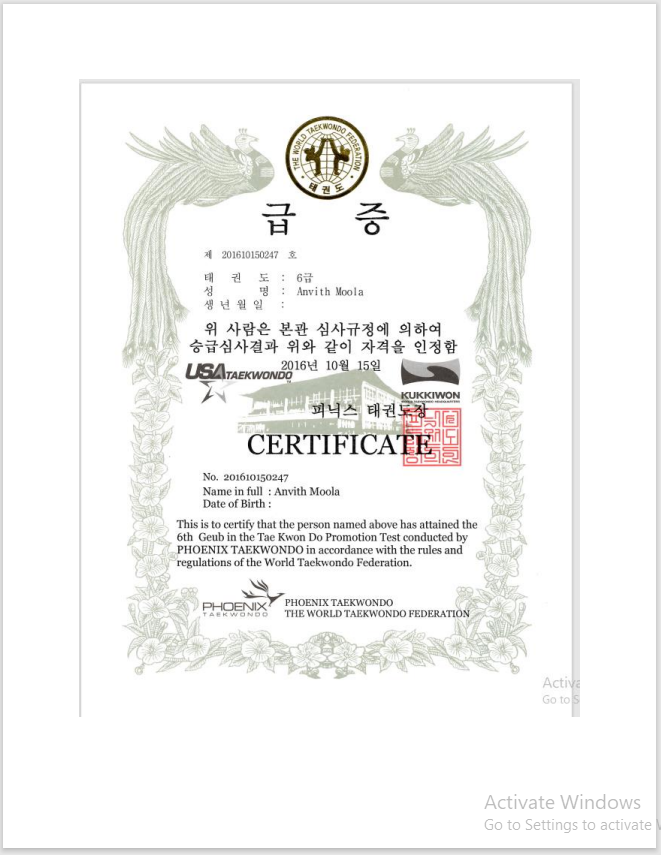 THE WORLD TAEKWONDO FEDERATION
태권도
급 증
제 201610150247 호
태 권 도 : 6급
성 명 : Anvith Moola
생년월일 :
위 사람은 본관 심사규정에 의하여
승급심사결과 위와 같이 자격을 인정함
2016년 10월 15일
USA TAEKWONDO
KUKKIWON
WORLD TAEKWONDO HEADQUARTERS
피닉스 태권도장
CERTIFICATE
No. 201610150247
Name in full : Anvith Moola
Date of Birth :
This is to certify that the person named above has attained the
6th Geub in the Tae Kwon Do Promotion Test conducted by
PHOENIX TAEKWONDO in accordance with the rules and
regulations of the World Taekwondo Federation.
PHOENIX
TAEKWONDO
PHOENIX TAEKWONDO
THE WORLD TAEKWONDO FEDERATION
Activa
Go to S
Activate Windows
Go to Settings to activate W